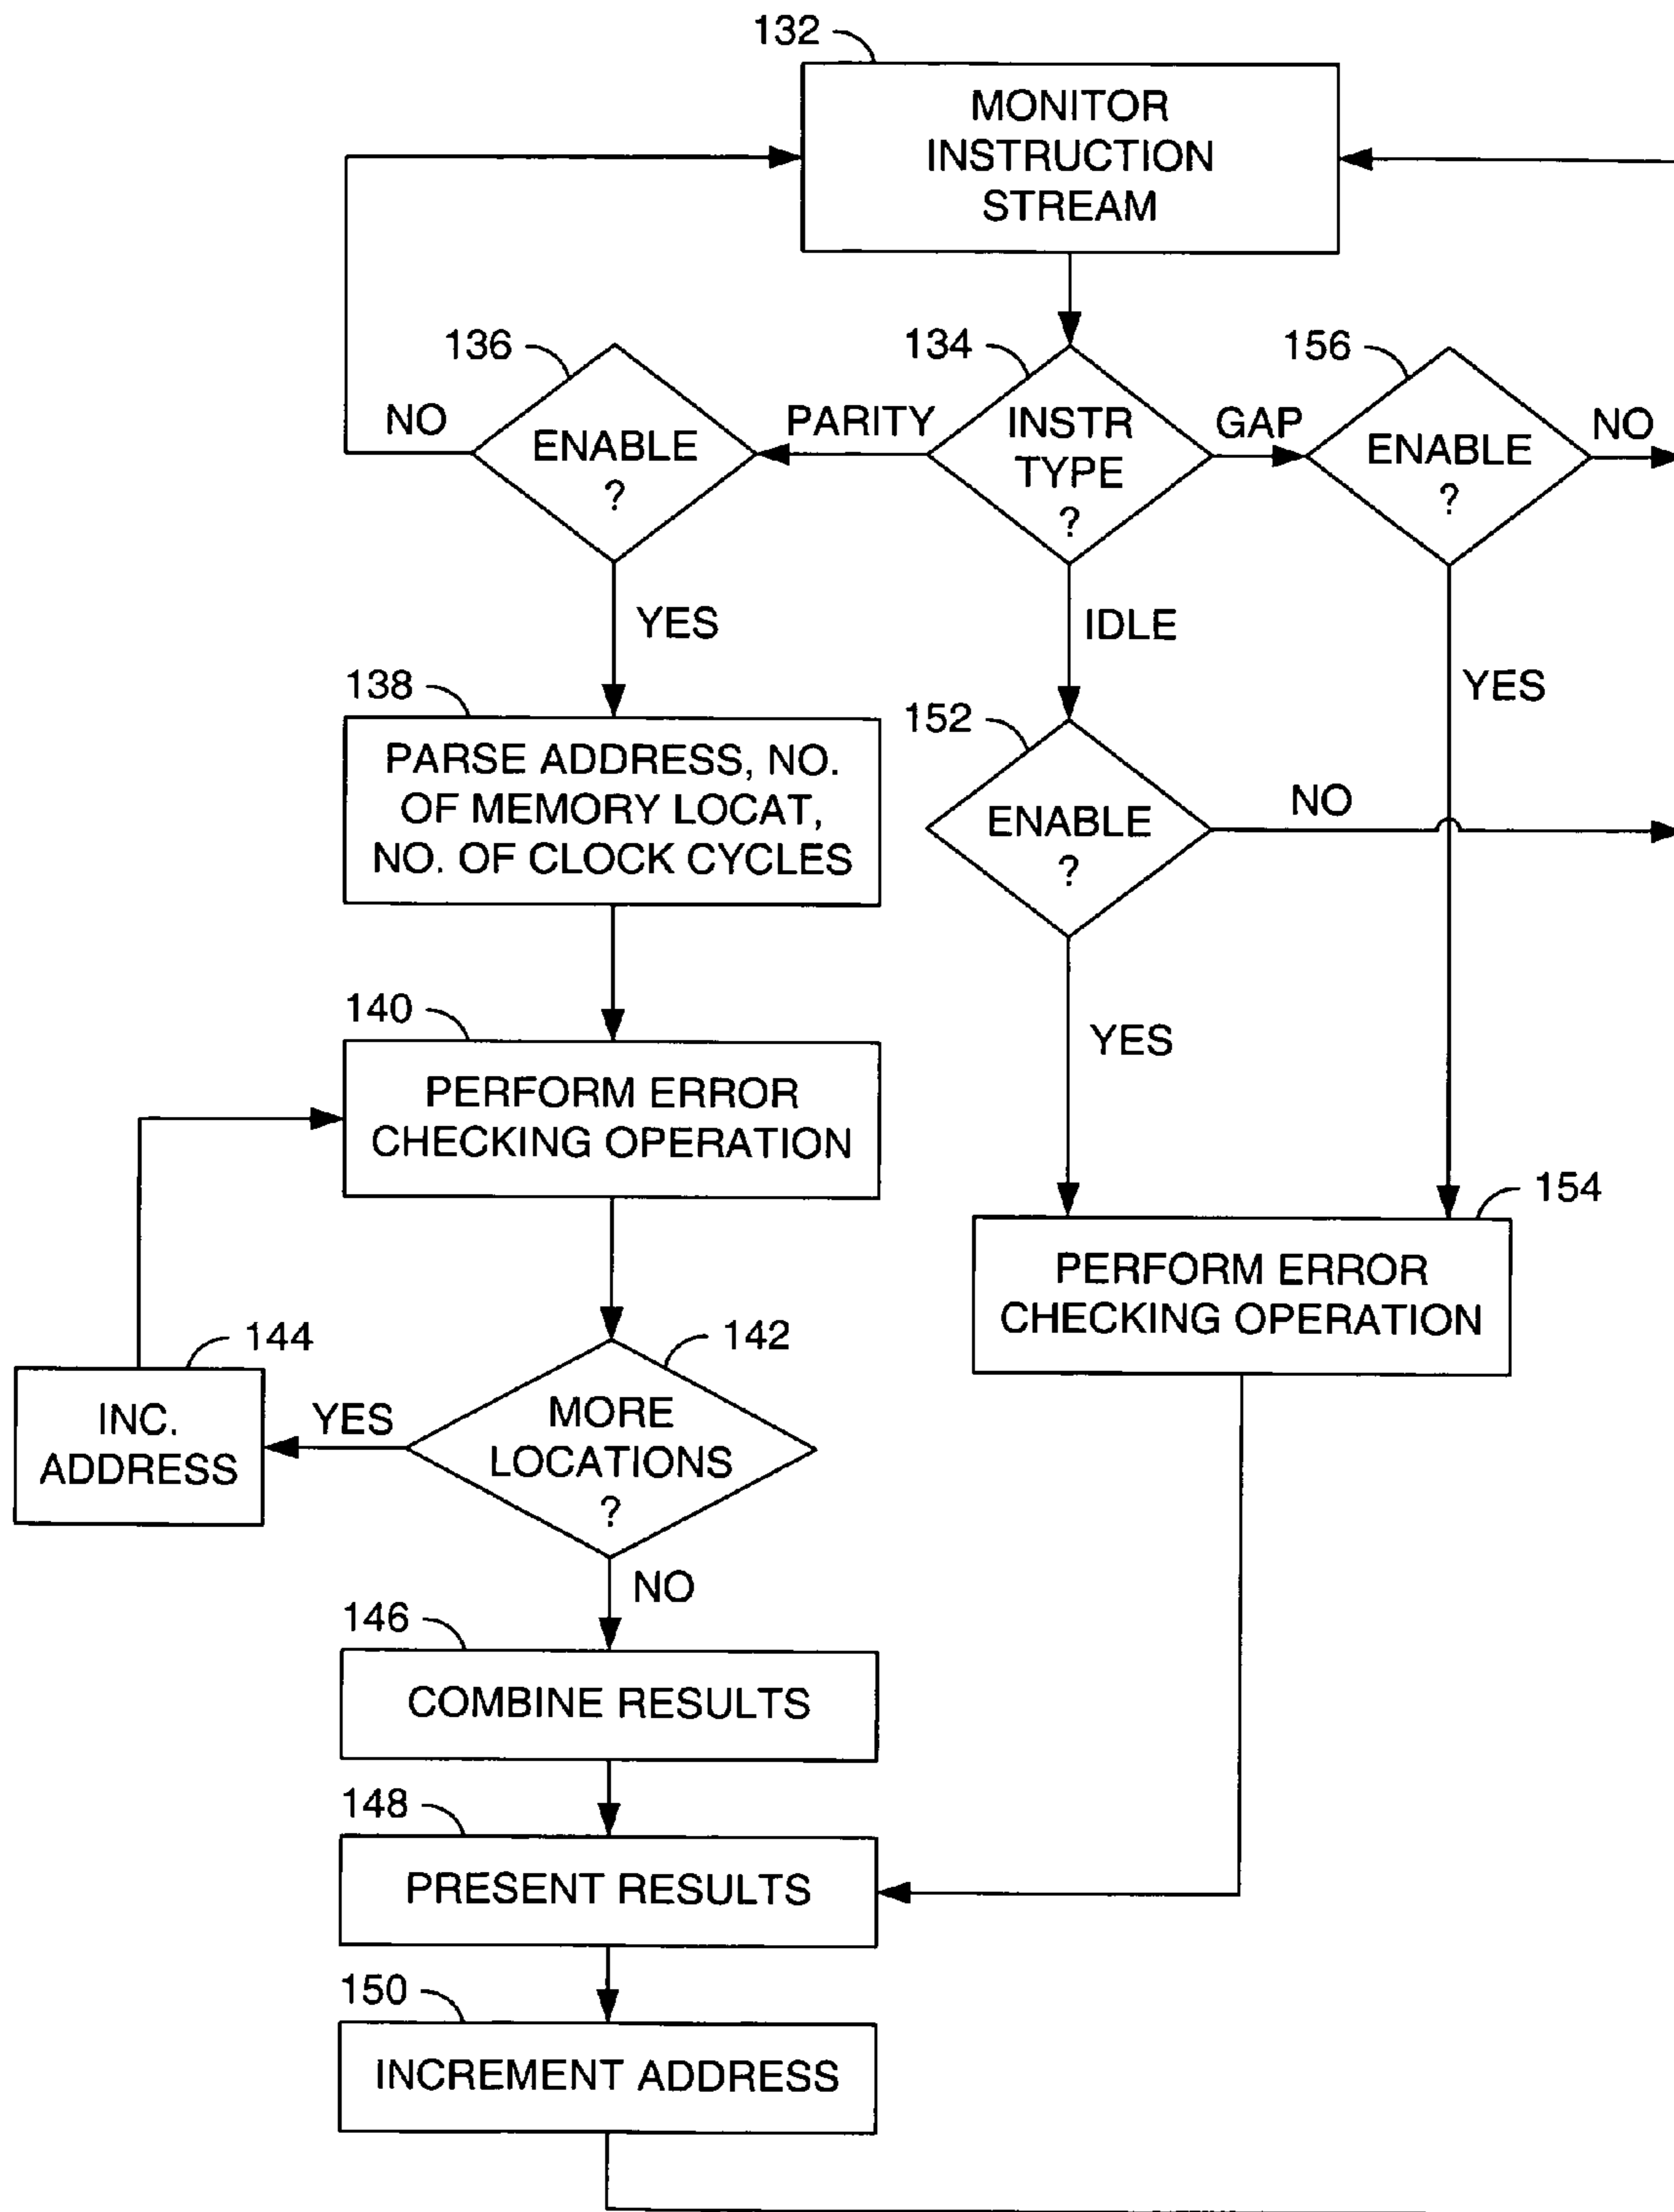 132
MONITOR
INSTRUCTION
STREAM
136
134
156
NO
ENABLE
?
PARITY
INSTR
TYPE
?
GAP
ENABLE
?
NO
YES
IDLE
YES
138
PARSE ADDRESS, NO.
OF MEMORY LOCAT,
NO. OF CLOCK CYCLES
152
ENABLE
?
NO
YES
140
PERFORM ERROR
CHECKING OPERATION
154
PERFORM ERROR
CHECKING OPERATION
144
INC.
ADDRESS
YES
142
MORE
LOCATIONS
?
NO
146
COMBINE RESULTS
148
PRESENT RESULTS
150
INCREMENT ADDRESS